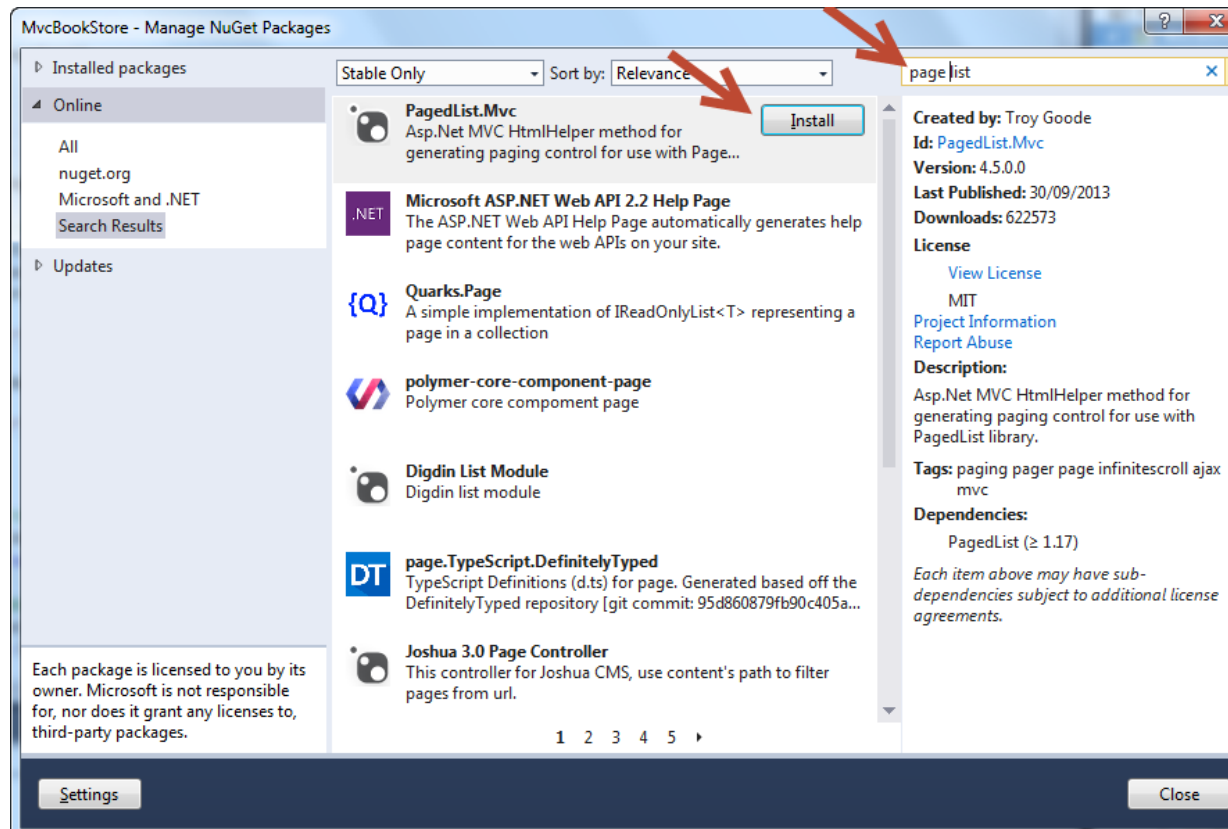 MvcBookStore - Manage NuGet Packages
Installed packages
Online
All
nuget.org
Microsoft and .NET
Search Results
Updates
Each package is licensed to you by its
owner. Microsoft is not responsible
for, nor does it grant any licenses to,
third-party packages.
Stable Only
Sort by: Relevance
PagedList.Mvc
Asp.Net MVC HtmlHelper method for
generating paging control for use with Page...
Install
.NET
Microsoft ASP.NET Web API 2.2 Help Page
The ASP.NET Web API Help Page automatically generates help
page content for the web APIs on your site.
{Q}
Quarks.Page
A simple implementation of IReadOnlyList<T> representing a
page in a collection
polymer-core-component-page
Polymer core compoment page
Digdin List Module
Digdin list module
DT
page.TypeScript.DefinitelyTyped
TypeScript Definitions (d.ts) for page. Generated based off the
DefinitelyTyped repository [git commit: 95d860879fb90c405a...
Joshua 3.0 Page Controller
This controller for Joshua CMS, use content's path to filter
pages from url.
1 2 3 4 5
page list
Created by: Troy Goode
Id: PagedList.Mvc
Version: 4.5.0.0
Last Published: 30/09/2013
Downloads: 622573
License
View License
MIT
Project Information
Report Abuse
Description:
Asp.Net MVC HtmlHelper method for
generating paging control for use with
PagedList library.
Tags: paging pager page infinitescroll ajax
mvc
Dependencies:
PagedList (≥ 1.17)
Each item above may have sub-
dependencies subject to additional license
agreements.
Settings
Close